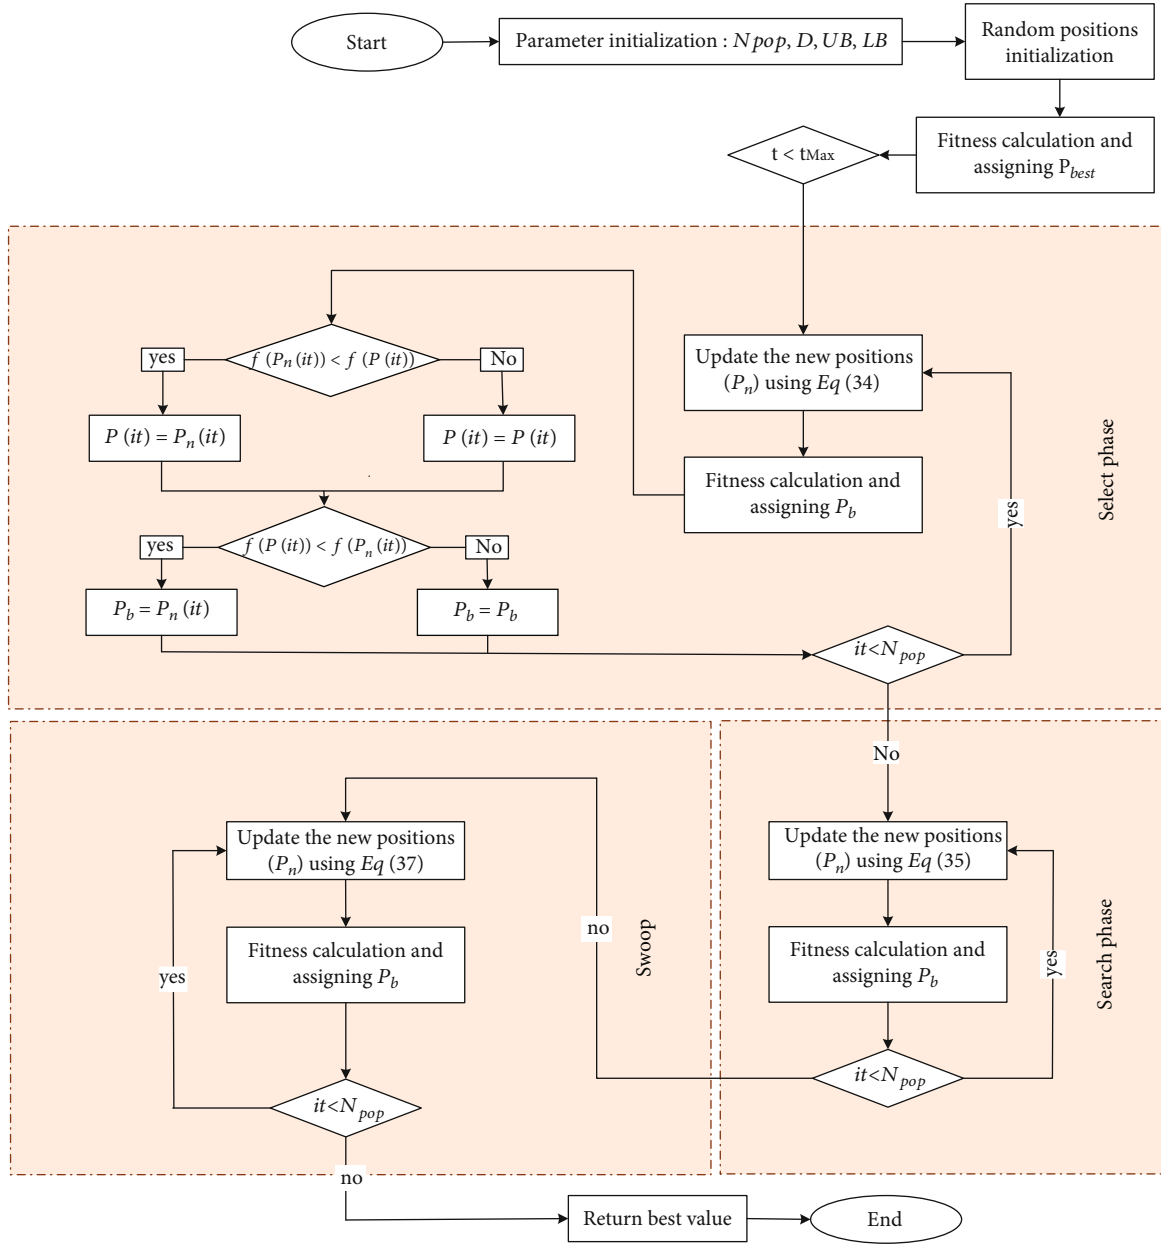 Start
Parameter initialization : Npop, D, UB, LB
Random positions
initialization
Fitness calculation and
assigning P_best
t < tMax
f (P_n (it)) < f (P (it))
yes
No
P (it) = P_n (it)
P (it) = P (it)
Update the new positions
(P_n) using Eq (34)
Fitness calculation and
assigning P_b
yes
Select phase
f (P (it)) < f (P_n (it))
yes
No
P_b = P_n (it)
P_b = P_b
it<N_pop
No
Update the new positions
(P_n) using Eq (37)
Fitness calculation and
assigning P_b
yes
it<N_pop
no
Swoop
no
Update the new positions
(P_n) using Eq (35)
Fitness calculation and
assigning P_b
yes
it<N_pop
Search phase
Return best value
End